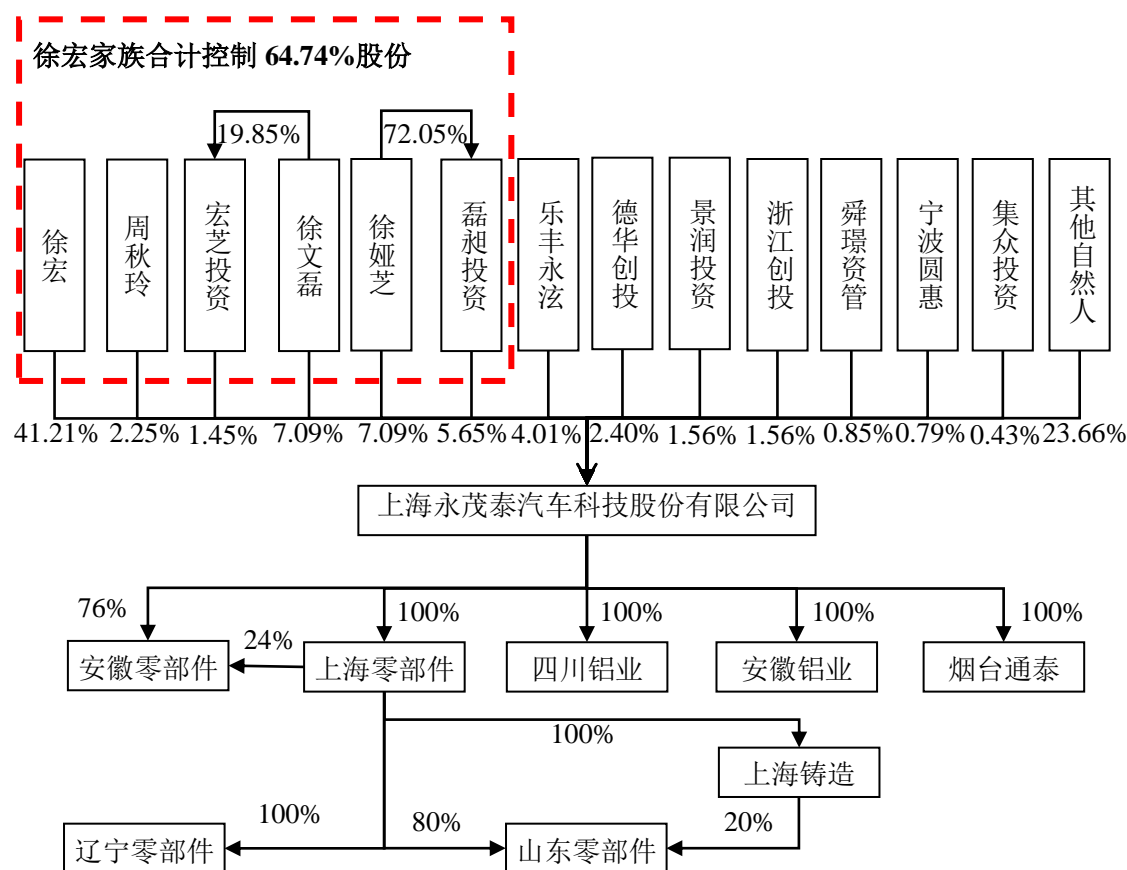 徐宏家族合计控制 64.74%股份
19.85%
72.05%
徐宏
周秋玲
宏芝投资
徐文磊
徐娅芝
磊昶投资
乐丰永泫
德华创投
景润投资
浙江创投
舜璟资管
宁波圆惠
集众投资
其他自然人
41.21%
2.25%
1.45%
7.09%
7.09%
5.65%
4.01%
2.40%
1.56%
1.56%
0.85%
0.79%
0.43%
23.66%
上海永茂泰汽车科技股份有限公司
76%
100%
100%
100%
100%
24%
安徽零部件
上海零部件
四川铝业
安徽铝业
烟台通泰
100%
上海铸造
100%
80%
20%
辽宁零部件
山东零部件